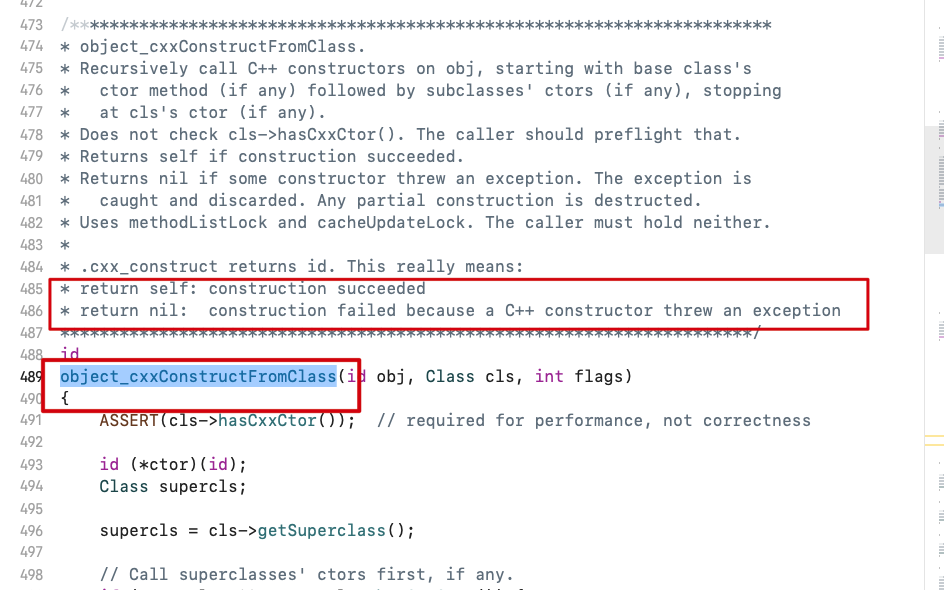 472
473 /***********************************************************************
474 * object_cxxConstructFromClass.
475 * Recursively call C++ constructors on obj, starting with base class's
476 *   ctor method (if any) followed by subclasses' ctors (if any), stopping
477 *   at cls's ctor (if any).
478 * Does not check cls->hasCxxCtor(). The caller should preflight that.
479 * Returns self if construction succeeded.
480 * Returns nil if some constructor threw an exception. The exception is
481 *   caught and discarded. Any partial construction is destructed.
482 * Uses methodListLock and cacheUpdateLock. The caller must hold neither.
483 *
484 * .cxx_construct returns id. This really means:
485 * return self: construction succeeded
486 * return nil:  construction failed because a C++ constructor threw an exception
487 **********************************************************************/
488 id
489 object_cxxConstructFromClass(id obj, Class cls, int flags)
490 {
491     ASSERT(cls->hasCxxCtor());  // required for performance, not correctness
492
493     id (*ctor)(id);
494     Class supercls;
495
496     supercls = cls->getSuperclass();
497
498     // Call superclasses' ctors first, if any.